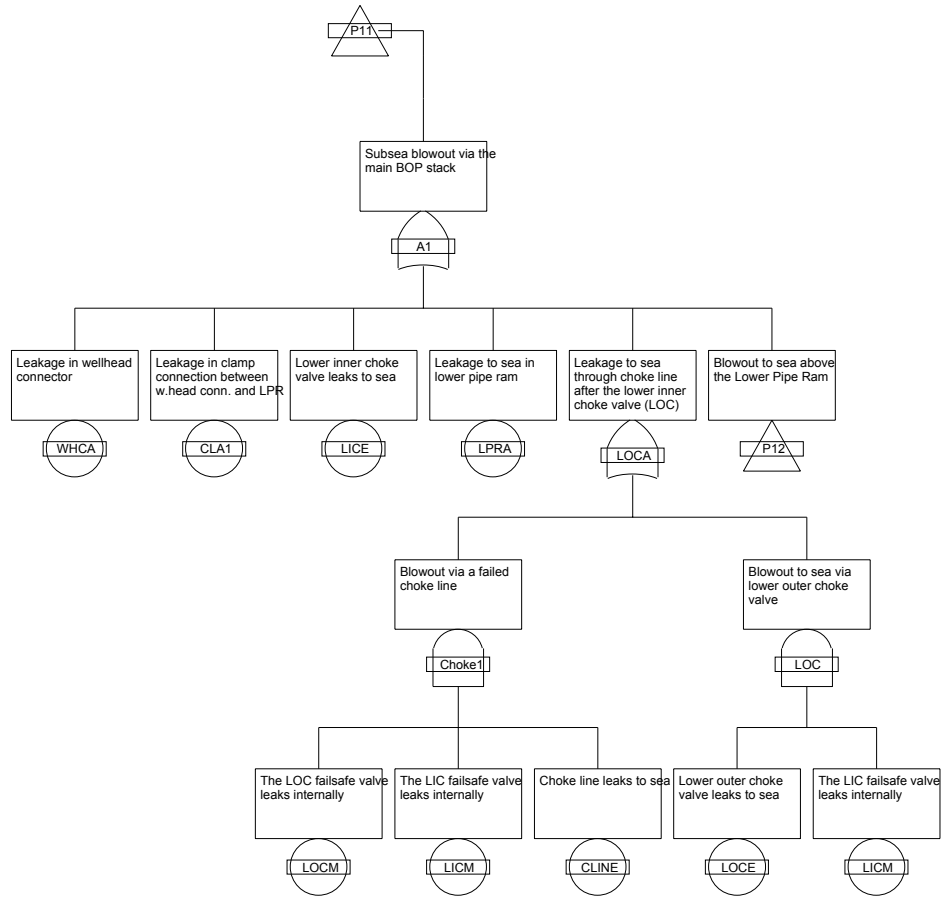 P11
Subsea blowout via the
main BOP stack
A1
Leakage in wellhead
connector
WHCA
Leakage in clamp
connection between
w.head conn. and LPR
CLA1
Lower inner choke
valve leaks to sea
LICE
Leakage to sea in
lower pipe ram
LPRA
Leakage to sea
through choke line
after the lower inner
choke valve (LOC)
LOCA
Blowout to sea above
the Lower Pipe Ram
P12
Blowout via a failed
choke line
Choke1
Blowout to sea via
lower outer choke
valve
LOC
The LOC failsafe valve
leaks internally
LOCM
The LIC failsafe valve
leaks internally
LICM
Choke line leaks to sea
CLINE
Lower outer choke
valve leaks to sea
LOCE
The LIC failsafe valve
leaks internally
LICM